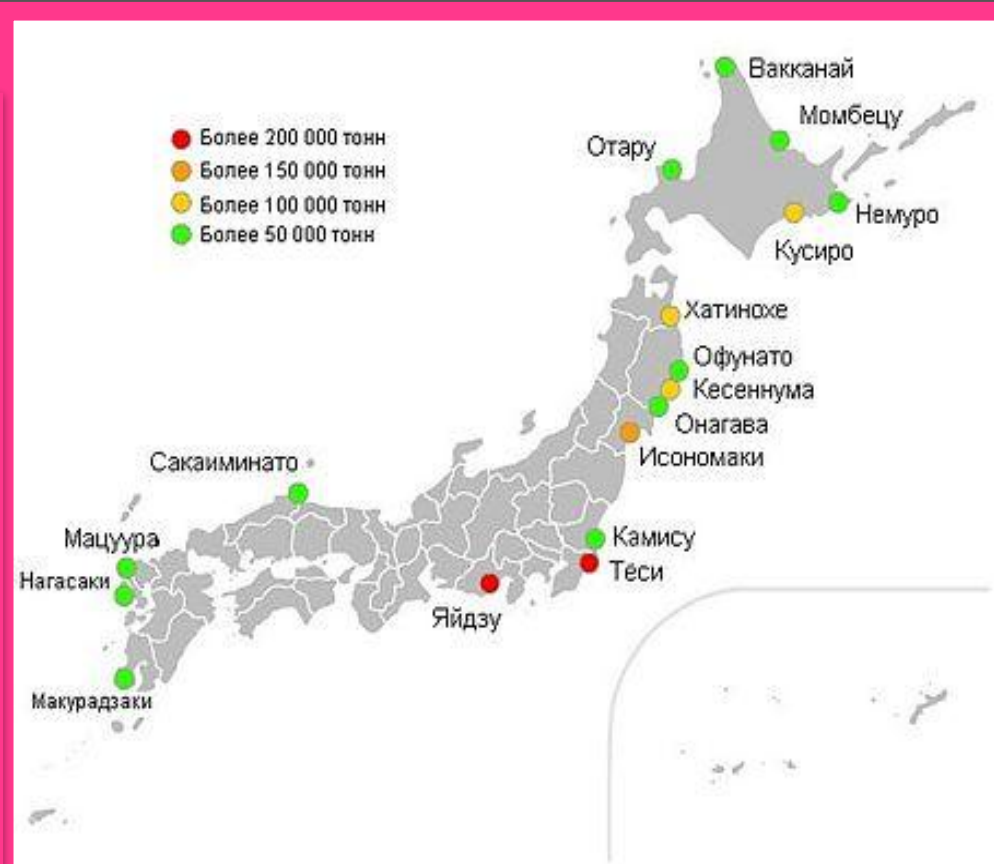 Вакканай
Момбецу
Более 200 000 тонн
Отару
Более 150 000 тонн
Более 100 000 тонн
Немуро
Более 50 000 тонн
Кусиро
Хатинохе
Офунато
Кесеннума
Онагава
Исономаки
Сакаиминато
Камису
Мацуура
Тёси
Нагасаки
Яйдзу
Макурадзаки